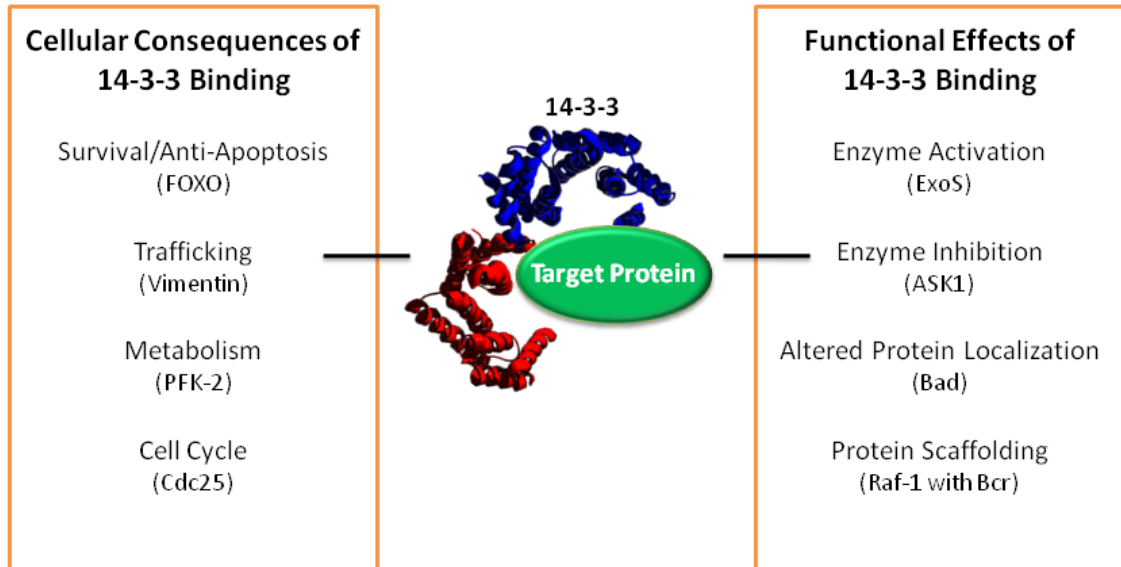 Cellular Consequences of
14-3-3 Binding
Survival/Anti-Apoptosis
(FOXO)
Trafficking
(Vimentin)
Metabolism
(PFK-2)
Cell Cycle
(Cdc25)
14-3-3
Target Protein
Functional Effects of
14-3-3 Binding
Enzyme Activation
(ExoS)
Enzyme Inhibition
(ASK1)
Altered Protein Localization
(Bad)
Protein Scaffolding
(Raf-1 with Bcr)